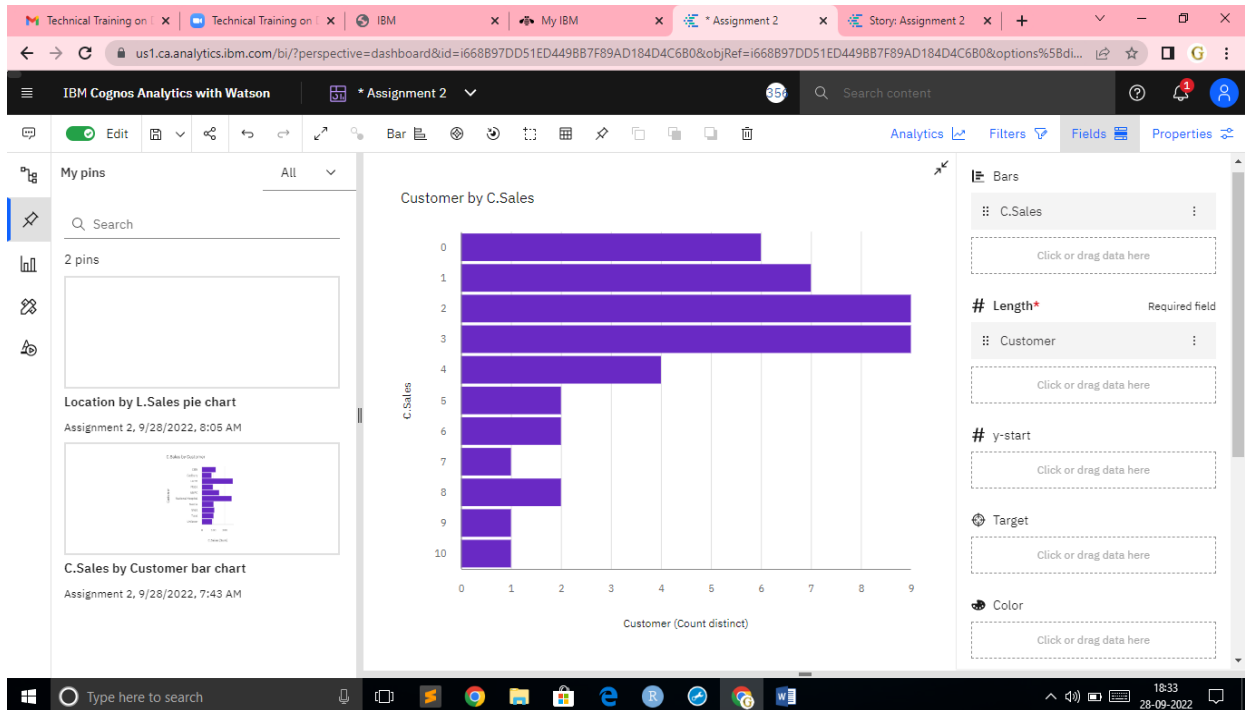 Technical Training on
Technical Training on
IBM
My IBM
* Assignment 2
Story: Assignment 2
us1.ca.analytics.ibm.com/bi/?perspective=dashboard&id=i668B97DD51ED449BB7F89AD184D4C6B0&objRef=i668B97DD51ED449BB7F89AD184D4C6B0&options%5Bdi...
G
IBM Cognos Analytics with Watson
* Assignment 2
Search content
1
Edit
Bar
Analytics
Filters
Fields
Properties
My pins
All
Search
2 pins
Location by L.Sales pie chart
Assignment 2, 9/28/2022, 8:05 AM
C.Sales by Customer
C.Sales by Customer bar chart
Assignment 2, 9/28/2022, 7:43 AM
Customer by C.Sales
C.Sales
0
1
2
3
4
5
6
7
8
9
10
0 1 2 3 4 5 6 7 8 9
Customer (Count distinct)
Bars
C.Sales
Click or drag data here
# Length* Required field
Customer
Click or drag data here
# y-start
Click or drag data here
Target
Click or drag data here
Color
Click or drag data here
Type here to search
R
18:33
28-09-2022